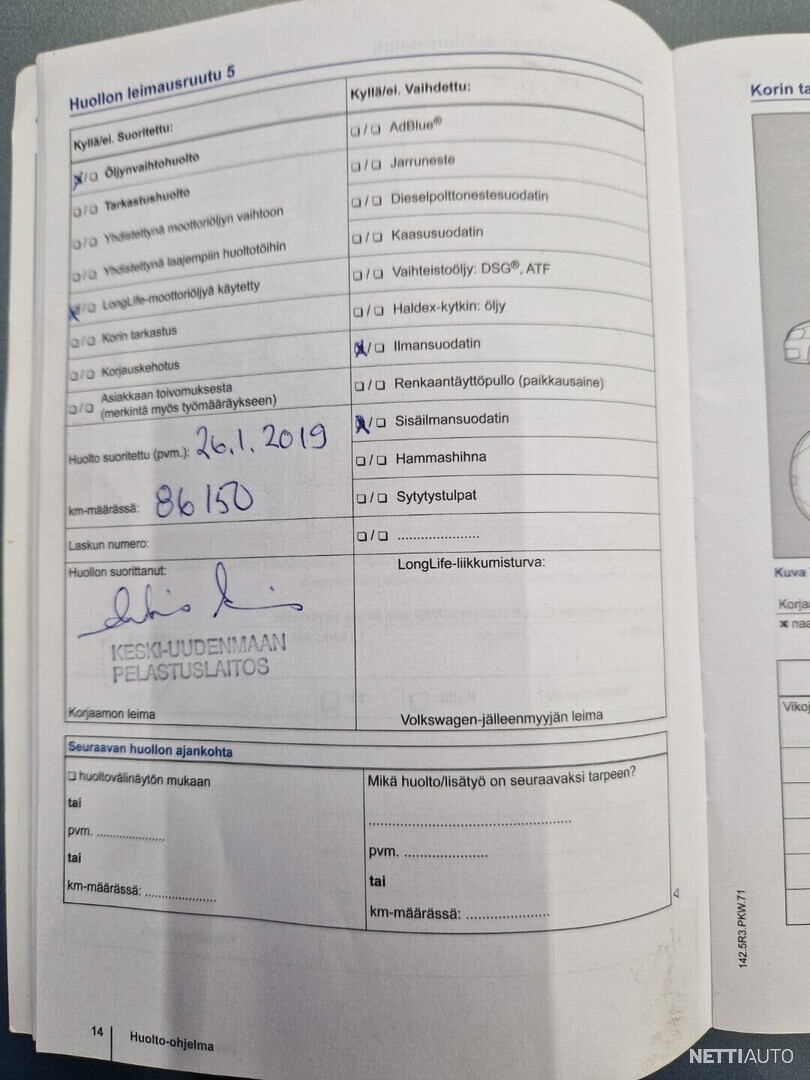 Huollon leimausruutu 5
Kyllä/ei. Suoritettu:
❏/❏ Öljynvaihtohuolto
❏/❏ Tarkastushuolto
❏/❏ Yhdistettynä moottoriöljyn vaihtoon
❏/❏ Yhdistettynä laajempiin huoltotöihin
❏/❏ LongLife-moottoriöljyä käytetty
❏/❏ Korin tarkastus
❏/❏ Korjauskehotus
❏/❏ Asiakkaan toivomuksesta
(merkintä myös työmääräykseen)
Huolto suoritettu (pvm.): 26.1.2019
km-määrässä: 86150
Laskun numero:
Huollon suorittanut:
KESKI-UUDENMAAN
PELASTUSLAITOS
Korjaamon leima
Kyllä/ei. Vaihdettu:
❏/❏ AdBlue®
❏/❏ Jarruneste
❏/❏ Dieselpolttonestesuodatin
❏/❏ Kaasusuodatin
❏/❏ Vaihteistoöljy: DSG®, ATF
❏/❏ Haldex-kytkin: öljy
❏/❏ Ilmansuodatin
❏/❏ Renkaantäyttöpullo (paikkausaine)
❏/❏ Sisäilmansuodatin
❏/❏ Hammashihna
❏/❏ Sytytystulpat
❏/❏ .....................
LongLife-liikkumisturva:
Volkswagen-jälleenmyyjän leima
Seuraavan huollon ajankohta
❏ huoltovälinäytön mukaan
tai
pvm. .................
tai
km-määrässä: .................
Mikä huolto/lisätyö on seuraavaksi tarpeen?
..................................................
pvm. .....................
tai
km-määrässä: .....................
14 Huolto-ohjelma
Korin ta
Kuva
Korja
✖ naa
Vikoj
142.5R3.PKW.71
NETTIAUTO